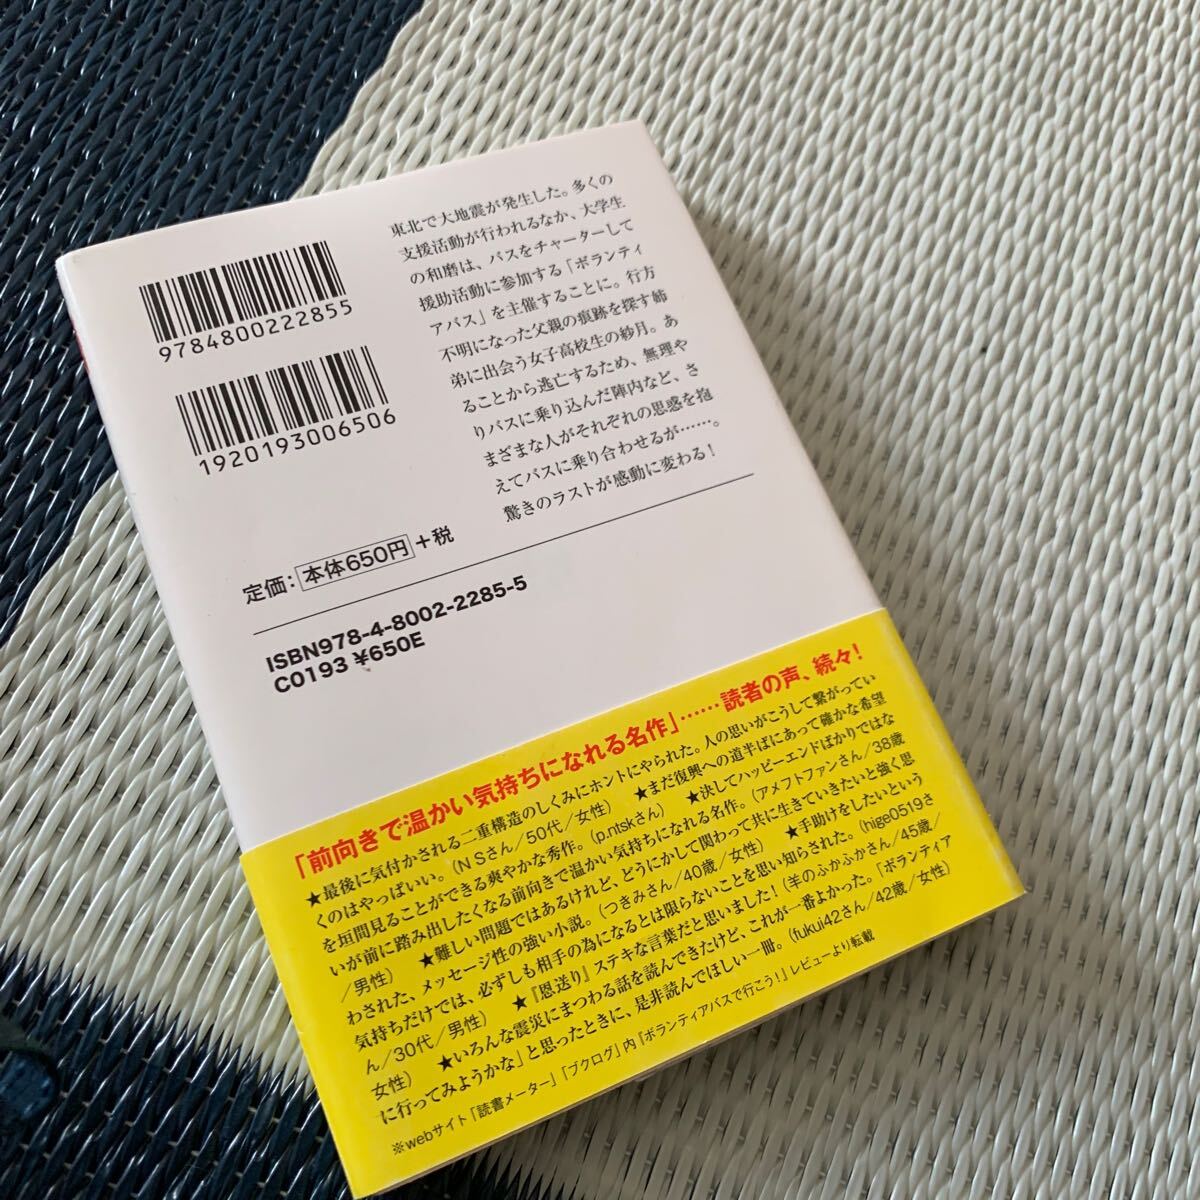 東北で大地震が発生した。多くの
支援活動が行われるなか、大学生
の和磨は、バスをチャーターして
援助活動に参加する「ボランティ
アバス」を主催することに。行方
不明になった父親の痕跡を探す姉
弟に出会う女子高校生の紗月。あ
ることから逃亡するため、無理や
りバスに乗り込んだ陣内など、さ
まざまな人がそれぞれの思惑を抱
えてバスに乗り合わせるが……。
驚きのラストが感動に変わる！
9784800222855
1920193006506
定価：本体650円+税
ISBN978-4-8002-2285-5
C0193 ¥650E
「前向きで温かい気持ちになれる名作」……読者の声、続々！
★最後に気付かされる二重構造のしくみにホントにやられた。人の思いがこうして繋がってい
くのはやっぱいい。（N Sさん／50代／女性）　★まだ復興への道半ばにあって確かな希望
を垣間見ることができる爽やかな秀作。（p.ntskさん）　★決してハッピーエンドばかりではな
いが前に踏み出したくなる前向きで温かい気持ちになれる名作。（アメフトファンさん／38歳
／男性）　★難しい問題ではあるけれど、どうにかして関わって共に生きていきたいと強く思
わされた、メッセージ性の強い小説。（つきみさん／40歳／女性）　★手助けをしたいという
気持ちだけでは、必ずしも相手の為になるとは限らないことを思い知らされた。（hige0519さ
ん／30代／男性）　★『恩送り』ステキな言葉だと思いました！（羊のふかふかさん／45歳／
女性）　★いろんな震災にまつわる話を読んできたけど、これが一番よかった。「ボランティア
に行ってみようかな」と思ったときに、是非読んでほしい一冊。（fukui42さん／42歳／女性）
※webサイト「読書メーター」「ブクログ」内『ボランティアバスで行こう！』レビューより転載